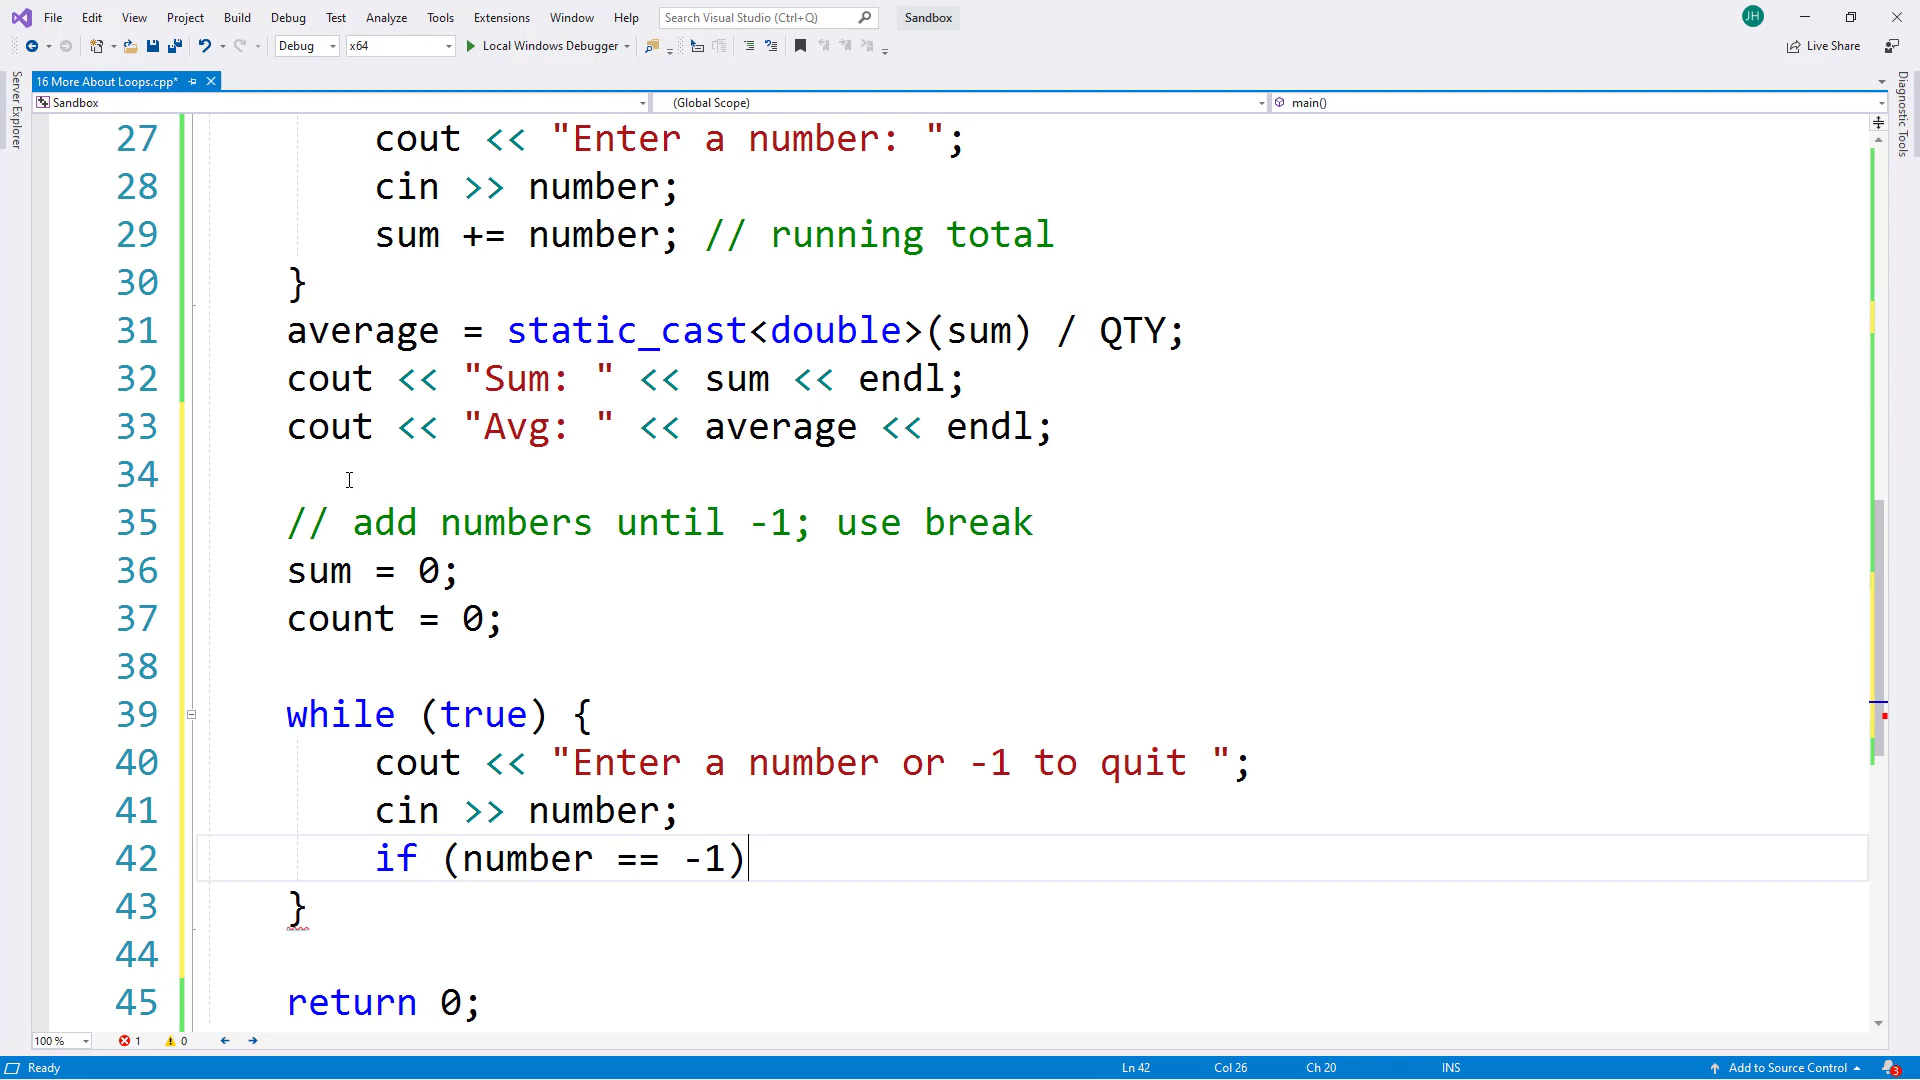 File Edit View Project Build Debug Test Analyze Tools Extensions Window Help Search Visual Studio (Ctrl+Q) Sandbox JH
Debug x64 Local Windows Debugger Live Share
Server Explorer
16 More About Loops.cpp*
Diagnostic Tools
Sandbox (Global Scope) main()
27 cout << "Enter a number: ";
28 cin >> number;
29 sum += number; // running total
30 }
31 average = static_cast<double>(sum) / QTY;
32 cout << "Sum: " << sum << endl;
33 cout << "Avg: " << average << endl;
34
35 // add numbers until -1; use break
36 sum = 0;
37 count = 0;
38
39 while (true) {
40 cout << "Enter a number or -1 to quit ";
41 cin >> number;
42 if (number == -1)
43 }
44
45 return 0;
100 % 1 0
Ready Ln 42 Col 26 Ch 20 INS Add to Source Control 3